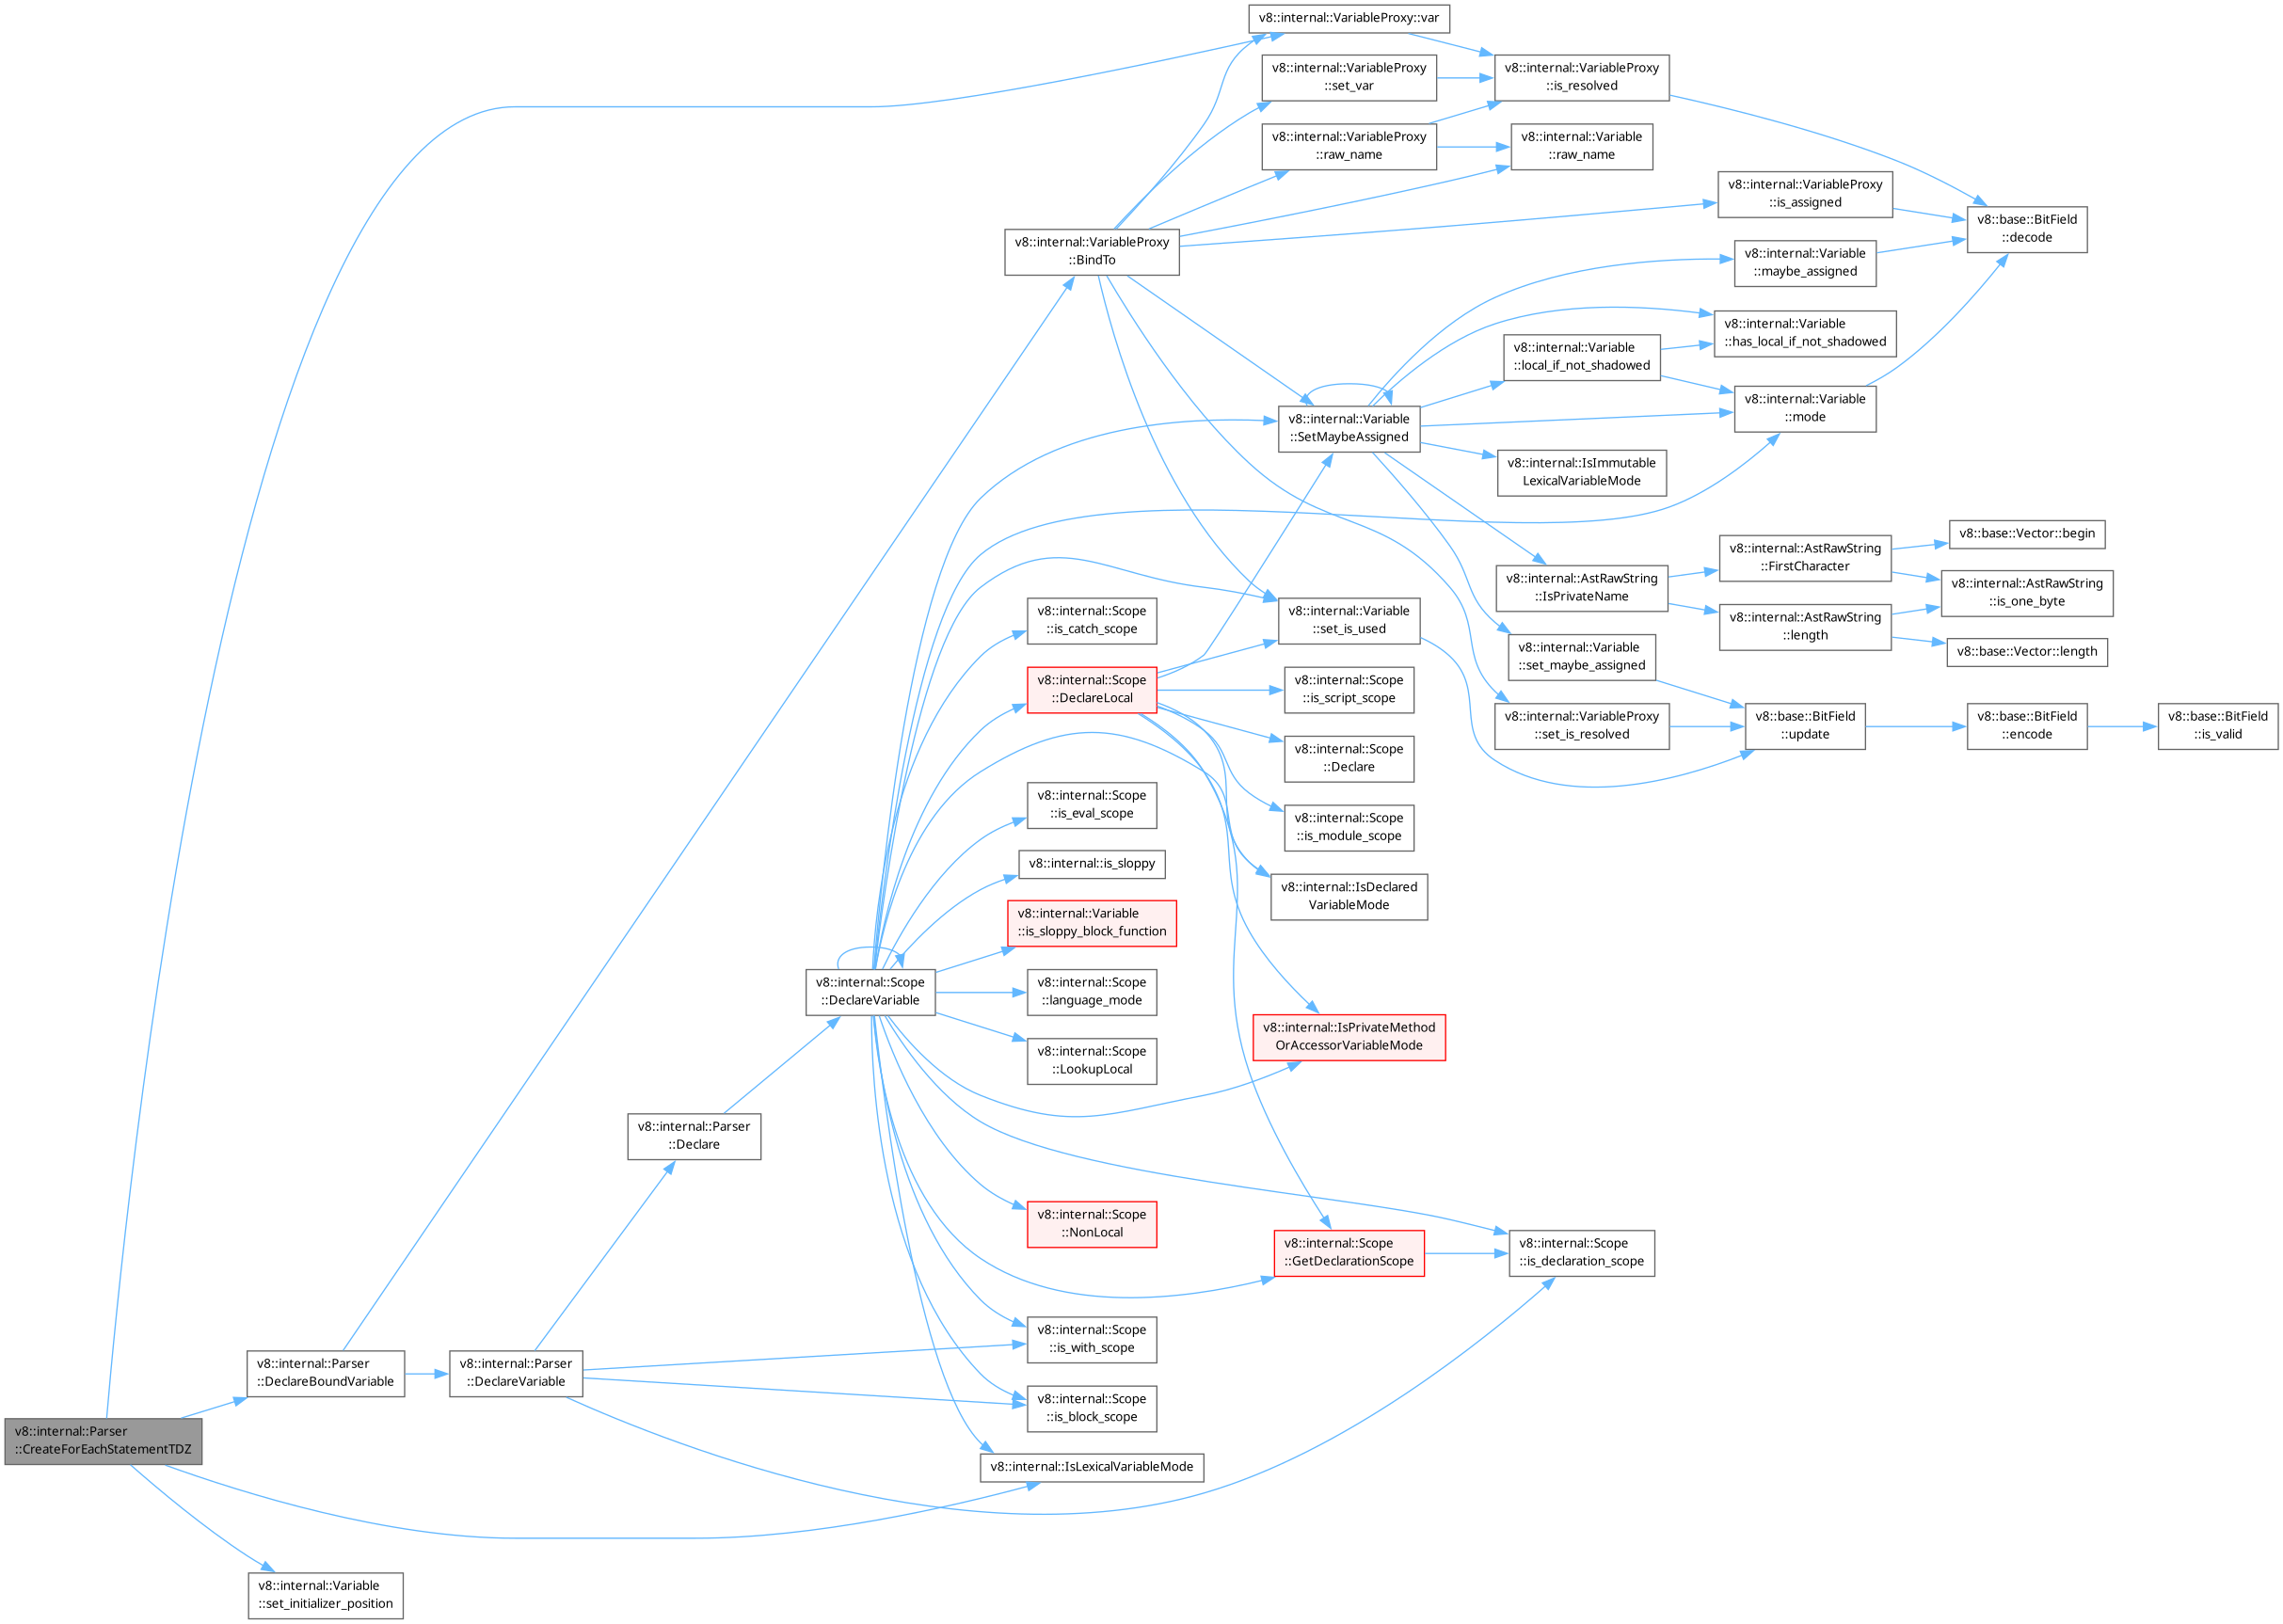 v8::internal::VariableProxy::var
v8::internal::VariableProxy
::set_var
v8::internal::VariableProxy
::is_resolved
v8::internal::VariableProxy
::raw_name
v8::internal::Variable
::raw_name
v8::internal::VariableProxy
::is_assigned
v8::base::BitField
::decode
v8::internal::VariableProxy
::BindTo
v8::internal::Variable
::maybe_assigned
v8::internal::Variable
::has_local_if_not_shadowed
v8::internal::Variable
::local_if_not_shadowed
v8::internal::Variable
::mode
v8::internal::Variable
::SetMaybeAssigned
v8::internal::IsImmutable
LexicalVariableMode
v8::base::Vector::begin
v8::internal::AstRawString
::FirstCharacter
v8::internal::AstRawString
::IsPrivateName
v8::internal::AstRawString
::is_one_byte
v8::internal::AstRawString
::length
v8::base::Vector::length
v8::internal::Scope
::is_catch_scope
v8::internal::Variable
::set_is_used
v8::internal::Variable
::set_maybe_assigned
v8::internal::Scope
::DeclareLocal
v8::internal::Scope
::is_script_scope
v8::internal::VariableProxy
::set_is_resolved
v8::base::BitField
::update
v8::base::BitField
::encode
v8::base::BitField
::is_valid
v8::internal::Scope
::Declare
v8::internal::Scope
::is_eval_scope
v8::internal::Scope
::is_module_scope
v8::internal::is_sloppy
v8::internal::IsDeclared
VariableMode
v8::internal::Variable
::is_sloppy_block_function
v8::internal::Scope
::DeclareVariable
v8::internal::Scope
::language_mode
v8::internal::IsPrivateMethod
OrAccessorVariableMode
v8::internal::Scope
::LookupLocal
v8::internal::Parser
::Declare
v8::internal::Scope
::NonLocal
v8::internal::Scope
::GetDeclarationScope
v8::internal::Scope
::is_declaration_scope
v8::internal::Scope
::is_with_scope
v8::internal::Parser
::DeclareBoundVariable
v8::internal::Parser
::DeclareVariable
v8::internal::Scope
::is_block_scope
v8::internal::Parser
::CreateForEachStatementTDZ
v8::internal::IsLexicalVariableMode
v8::internal::Variable
::set_initializer_position